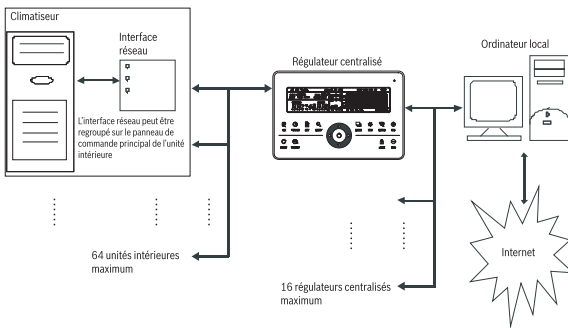 Climatiseur
Interface
réseau
L'interface réseau peut être
regroupé sur le panneau de
commande principal de l'unité
intérieure
64 unités intérieures
maximum
Régulateur centralisé
16 régulateurs centralisés
maximum
Ordinateur local
Internet